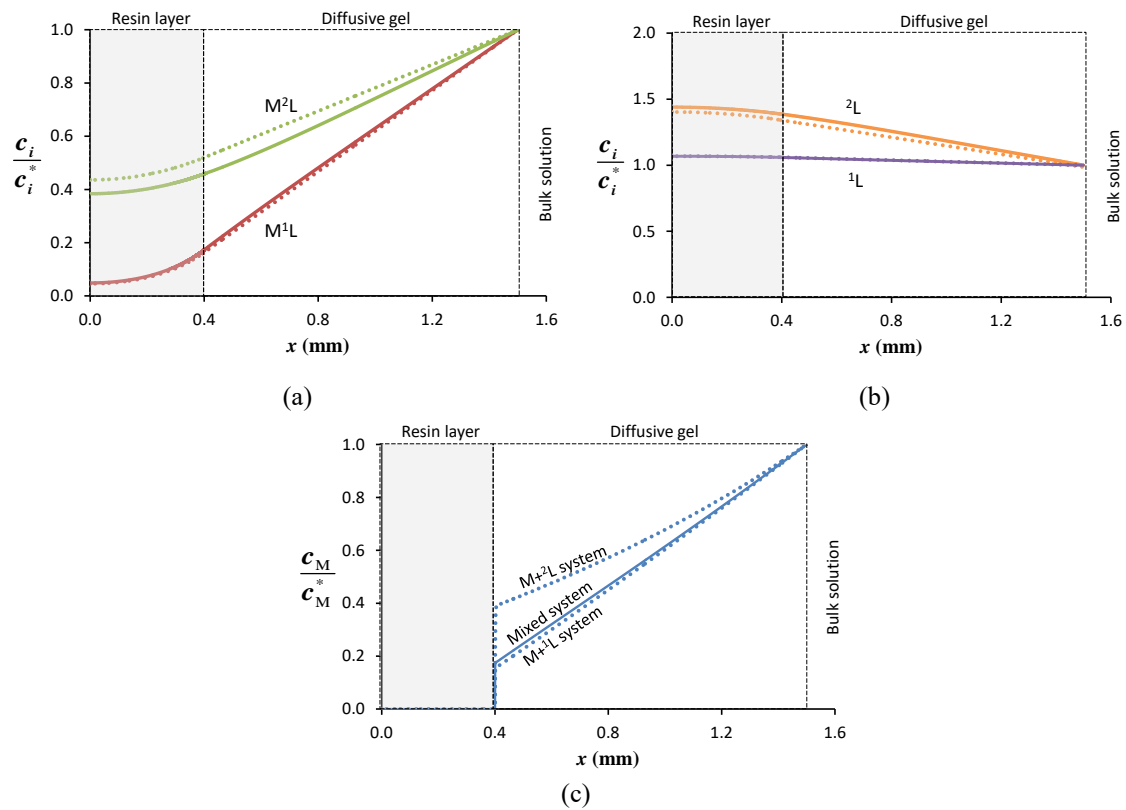 Resin layer Diffusive gel
1.0
0.8
0.6
0.4
0.2
0.0
c_i / c_i^*
M²L
M¹L
Bulk solution
0.0 0.4 0.8 1.2 1.6
x (mm)
(a)
Resin layer Diffusive gel
2.0
1.5
1.0
0.5
0.0
c_i / c_i^*
²L
¹L
Bulk solution
0.0 0.4 0.8 1.2 1.6
x (mm)
(b)
Resin layer Diffusive gel
1.0
0.8
0.6
0.4
0.2
0.0
c_M / c_M^*
M+²L system
Mixed system
M+¹L system
Bulk solution
0.0 0.4 0.8 1.2 1.6
x (mm)
(c)